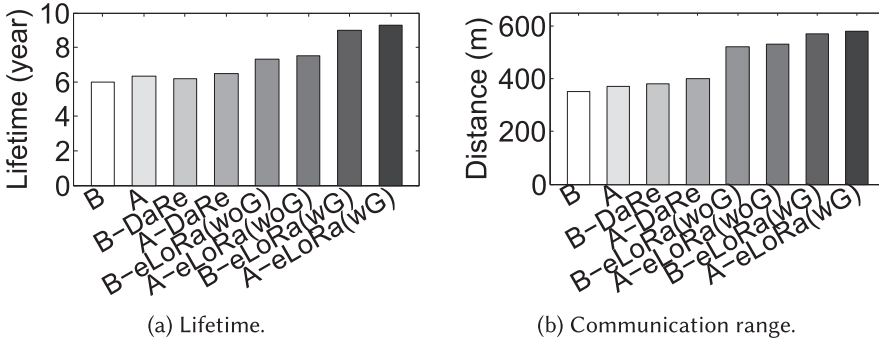 Lifetime (year)
10
8
6
4
2
0
B
A
B−DaRe
A−DaRe
B−eLoRa(woG)
A−eLoRa(woG)
B−eLoRa(wG)
A−eLoRa(wG)
(a) Lifetime.
Distance (m)
600
400
200
0
B
A
B−DaRe
A−DaRe
B−eLoRa(woG)
A−eLoRa(woG)
B−eLoRa(wG)
A−eLoRa(wG)
(b) Communication range.